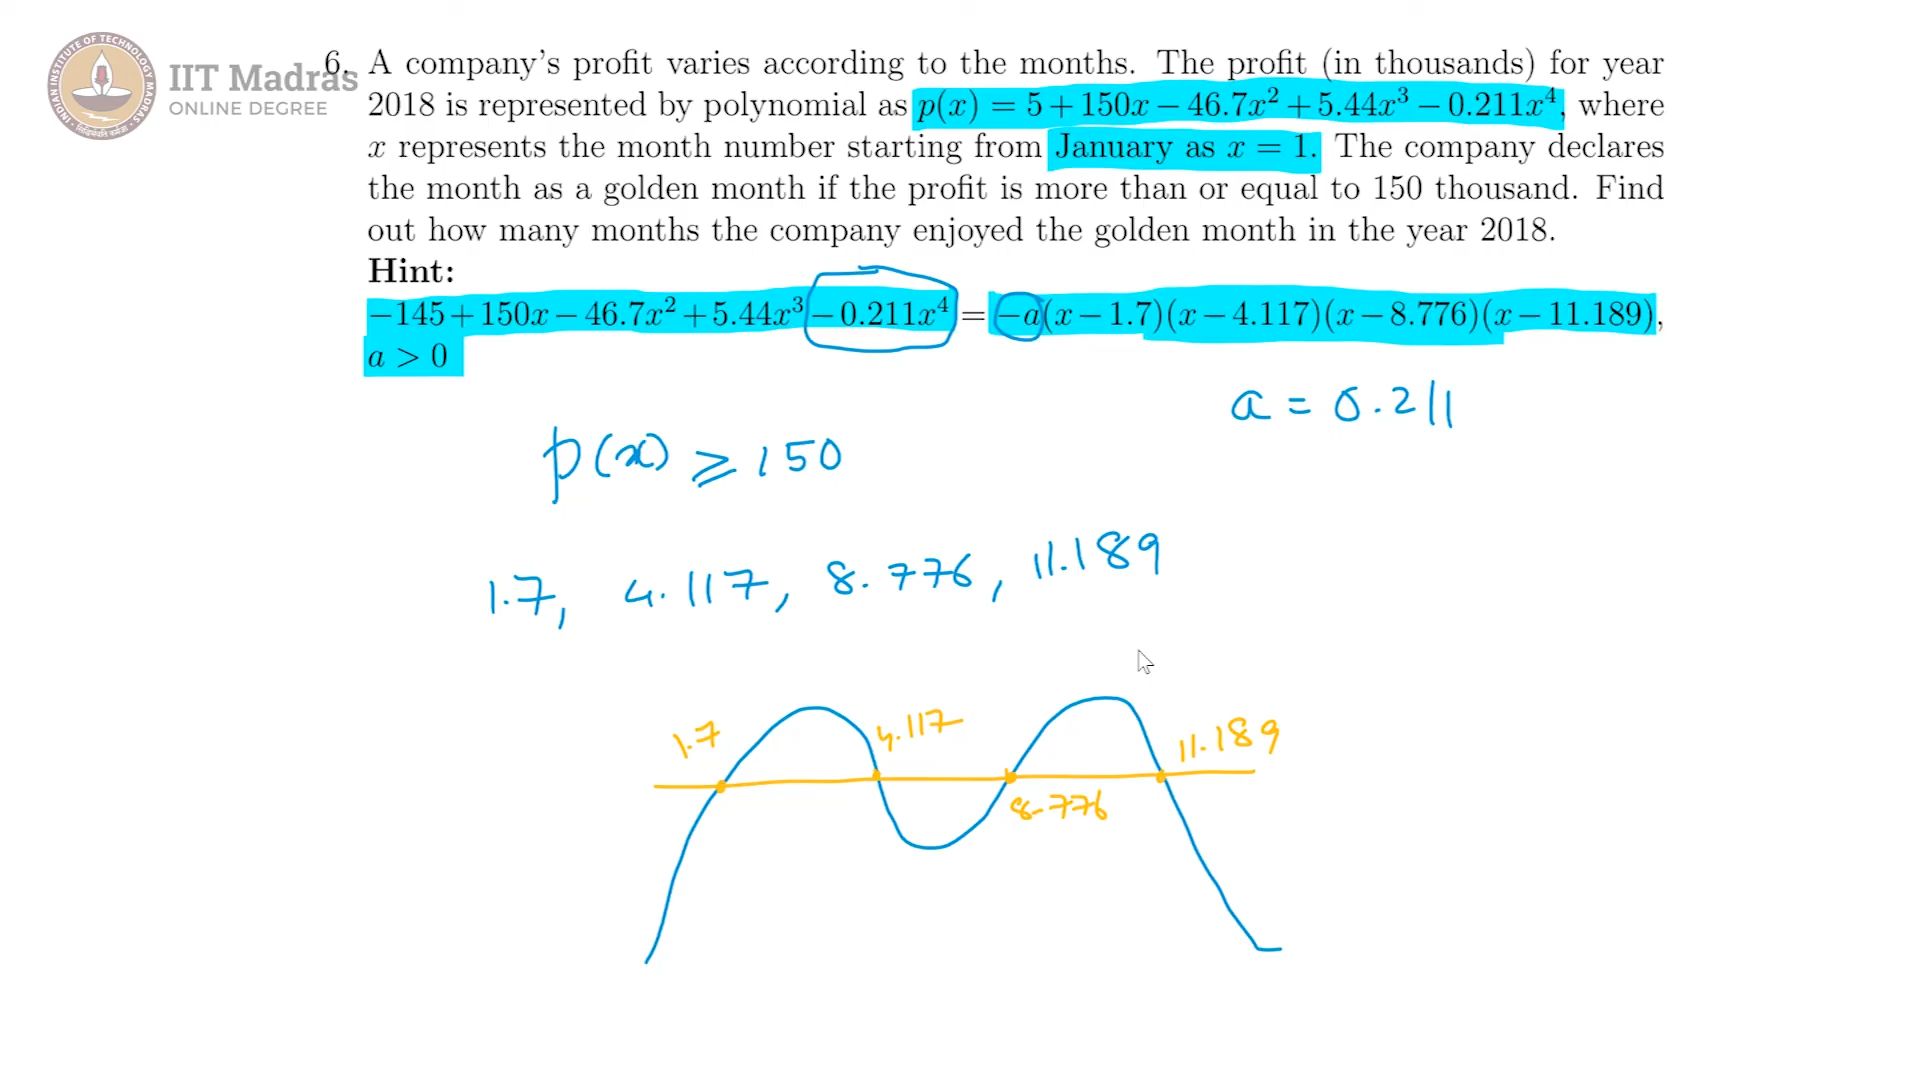 IIT Madras
ONLINE DEGREE
INDIAN INSTITUTE OF TECHNOLOGY MADRAS
6. A company's profit varies according to the months. The profit (in thousands) for year
2018 is represented by polynomial as p(x) = 5 + 150x − 46.7x² + 5.44x³ − 0.211x⁴, where
x represents the month number starting from January as x = 1. The company declares
the month as a golden month if the profit is more than or equal to 150 thousand. Find
out how many months the company enjoyed the golden month in the year 2018.
Hint:
−145 + 150x − 46.7x² + 5.44x³ − 0.211x⁴ = −a(x − 1.7)(x − 4.117)(x − 8.776)(x − 11.189),
a > 0
a = 0.211
p(x) ≥ 150
1.7, 4.117, 8.776, 11.189
1.7 4.117 11.189
8.776